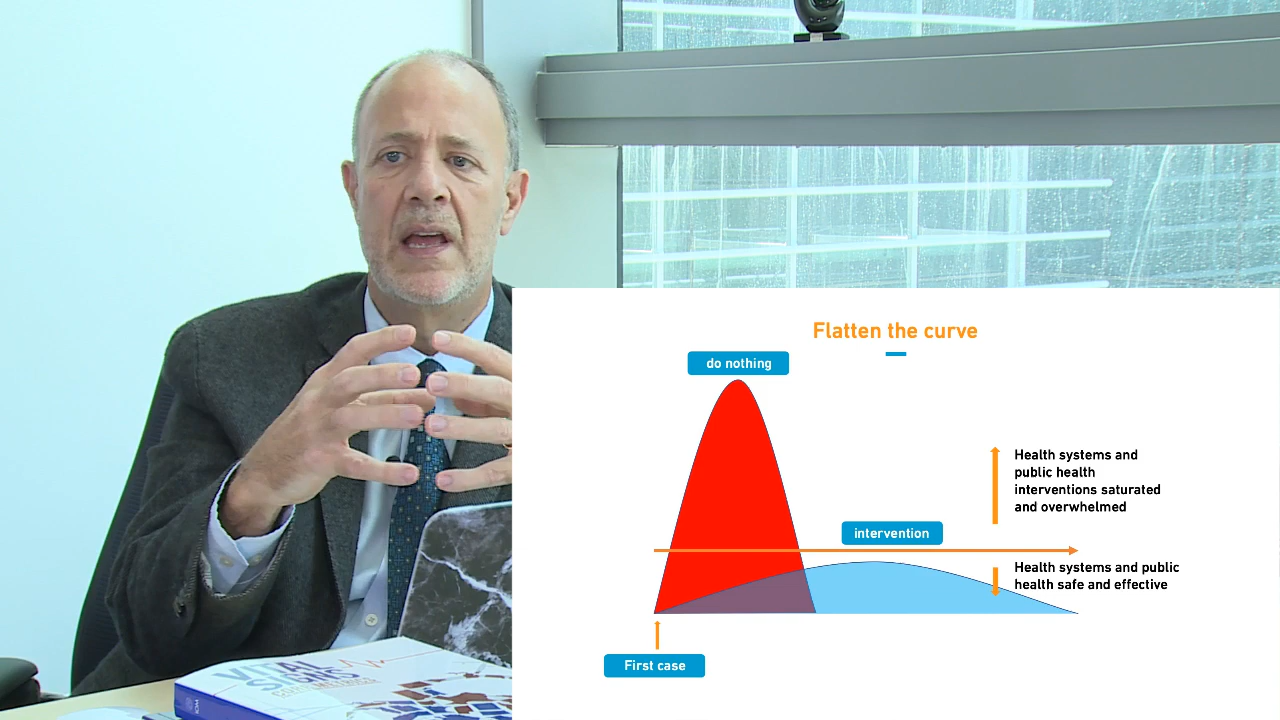 Flatten the curve
do nothing
Health systems and
public health
interventions saturated
and overwhelmed
intervention
Health systems and public
health safe and effective
First case
VITAL
SIGNS